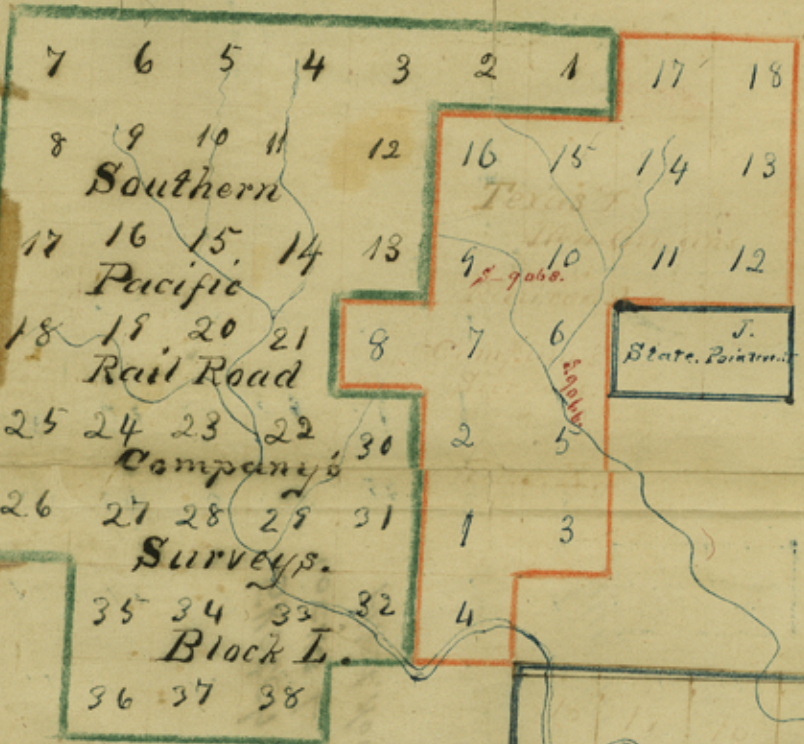 7 6 5 4 3 2 1 17 18
8 9 10 11 12 16 15 14 13
Southern
17 16 15 14 13 9 10 11 12
Pacific
S-9068.
18 19 20 21 8 7 6
J.
State.
Rail Road
25 24 23 22 30 2 5
Company's
26 27 28 29 31 1 3
Surveys.
35 34 33 32 4
Block L.
36 37 38